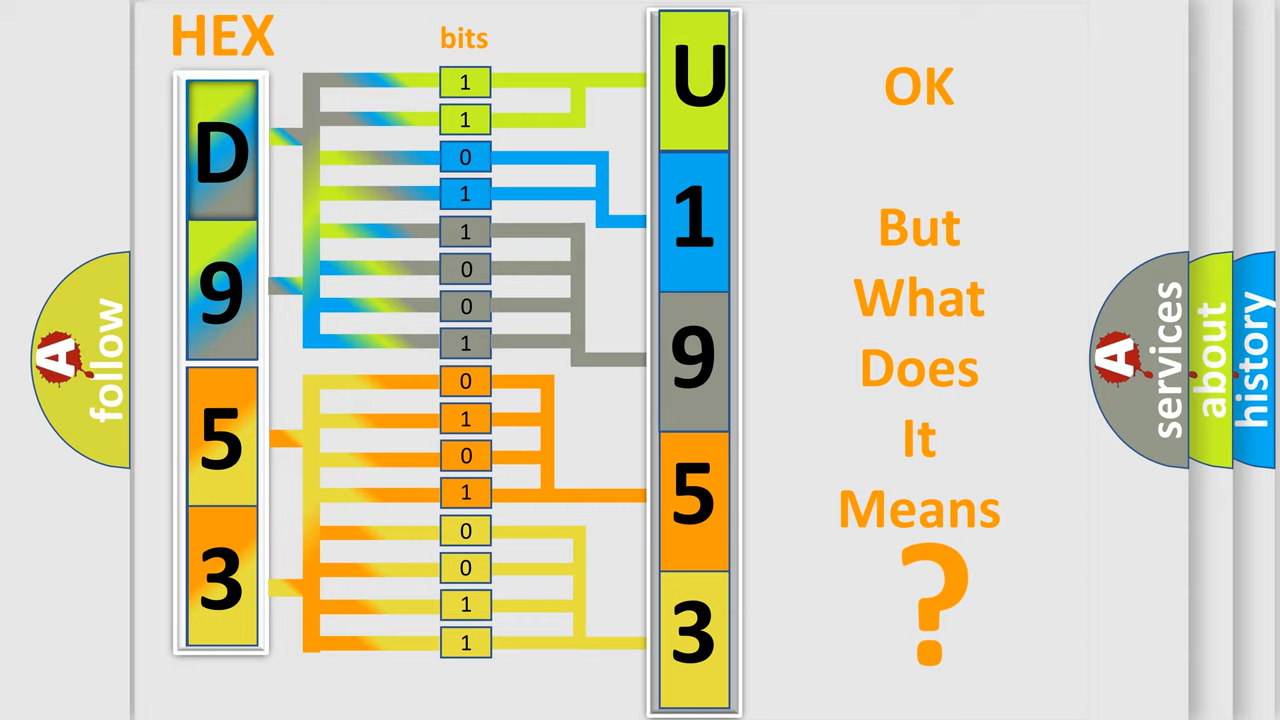 HEX
bits
D
9
5
3
1
1
0
1
1
0
0
1
0
1
0
1
0
0
1
1
U
1
9
5
3
OK
But
What
Does
It
Means
?
A
follow
A
services
about
history